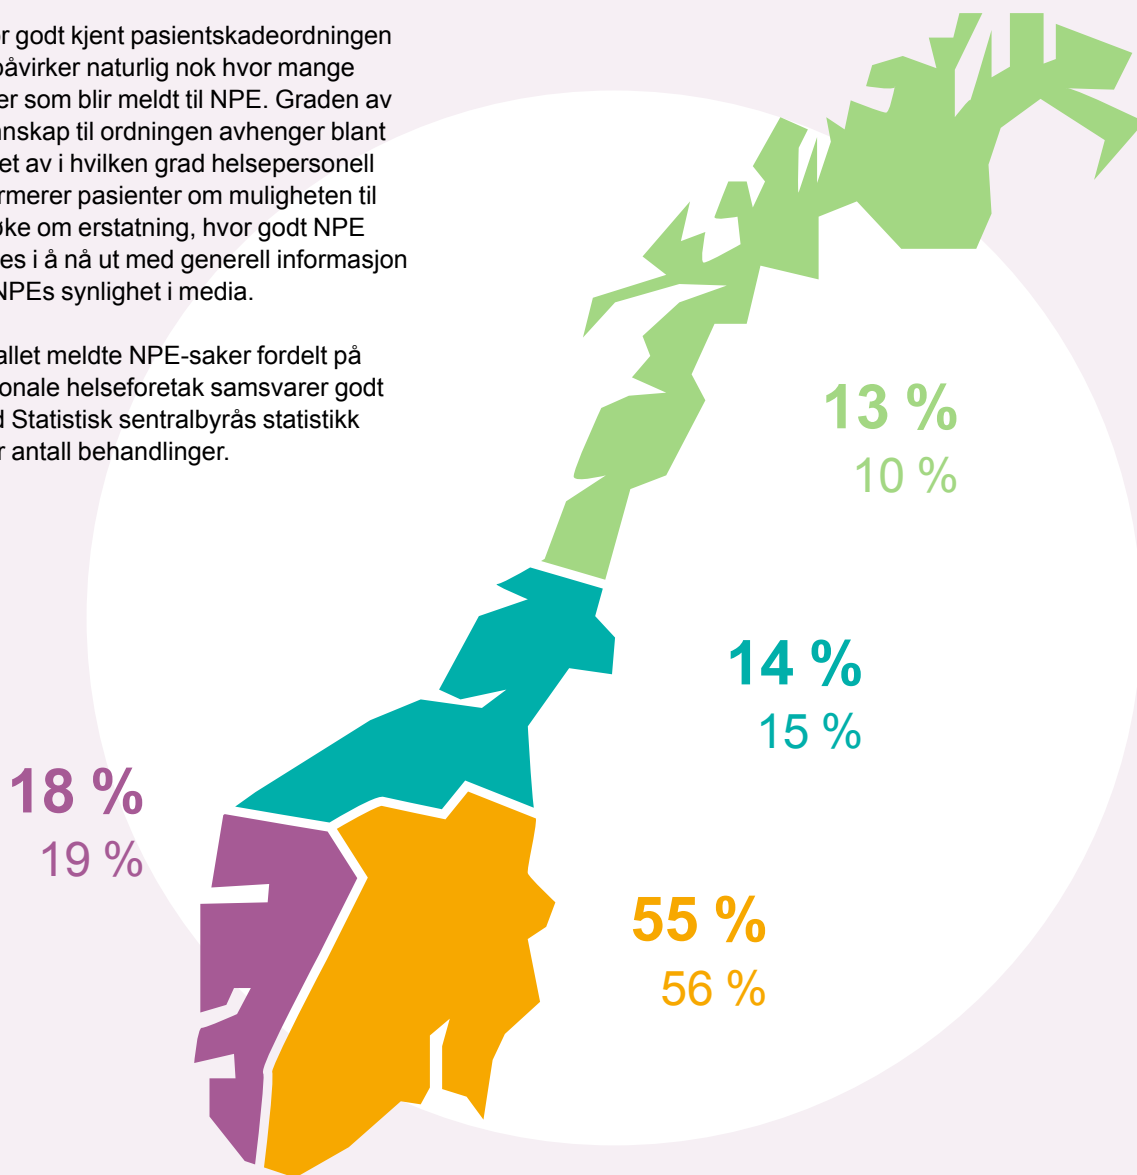 r godt kjent pasientskadeordningen
påvirker naturlig nok hvor mange
er som blir meldt til NPE. Graden av
nnskap til ordningen avhenger blant
et av i hvilken grad helsepersonell
rmerer pasienter om muligheten til
øke om erstatning, hvor godt NPE
es i å nå ut med generell informasjon
NPEs synlighet i media.
allet meldte NPE-saker fordelt på
onale helseforetak samsvarer godt
d Statistisk sentralbyrås statistikk
r antall behandlinger.
13 %
10 %
14 %
15 %
18 %
19 %
55 %
56 %